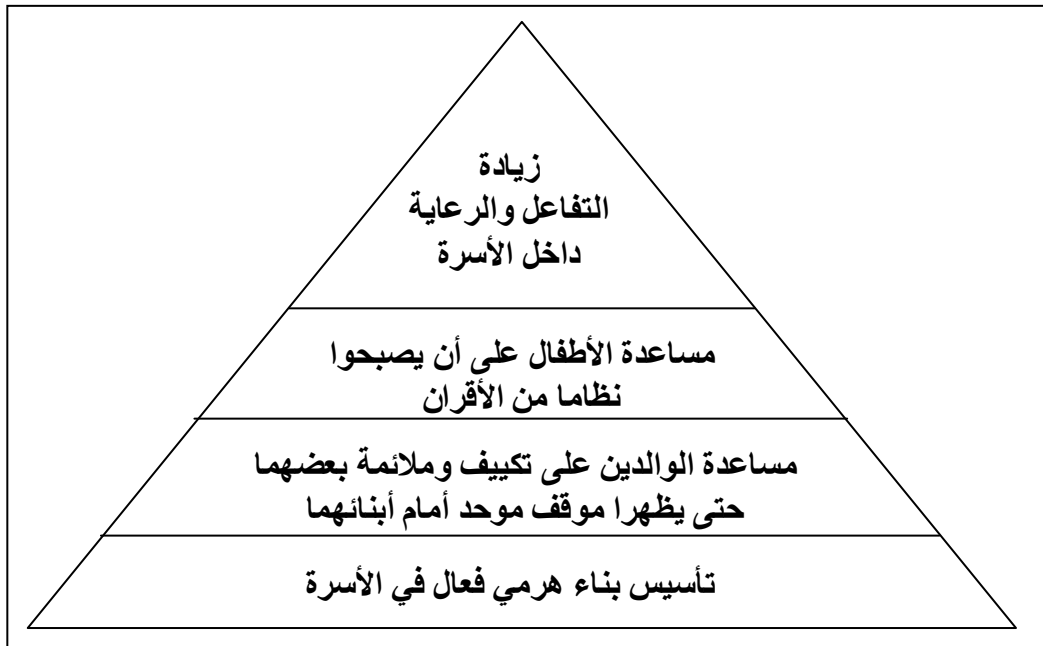 زيادة
التفاعل والرعاية
داخل الأسرة
مساعدة الأطفال على أن يصبحوا
نظاما من الأقران
مساعدة الوالدين على تكييف وملائمة بعضهما
حتى يظهرا موقف موحد أمام أبنائهما
تأسيس بناء هرمي فعال في الأسرة